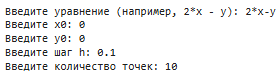 Введите уравнение (например, 2*x - y): 2*x-y
Введите x0: 0
Введите y0: 0
Введите шаг h: 0.1
Введите количество точек: 10